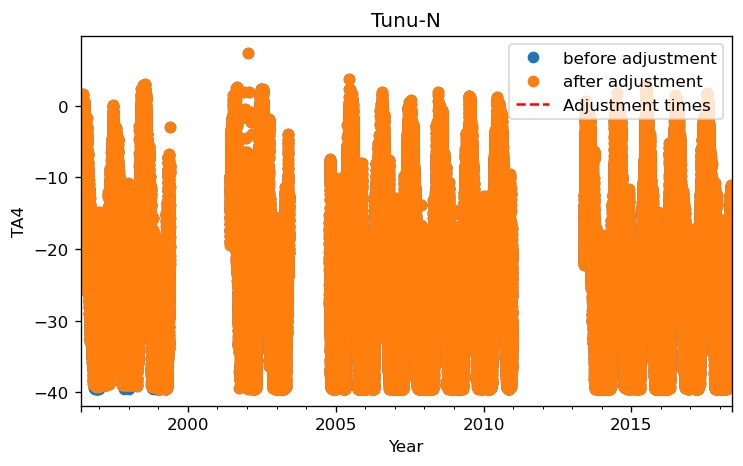 Tunu-N
before adjustment
after adjustment
Adjustment times
0
−10
−20
−30
−40
TA4
2000
2005
2010
2015
Year